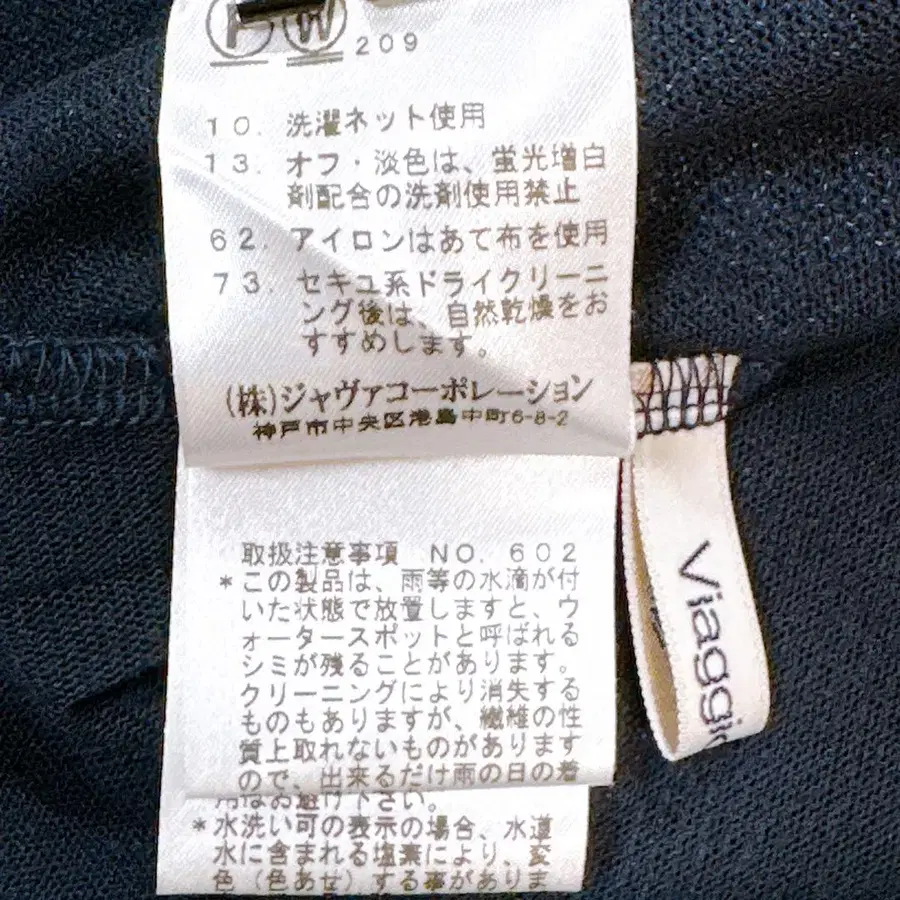 F W
209
10. 洗濯ネット使用
13. オフ・淡色は、蛍光増白
剤配合の洗剤使用禁止
62. アイロンはあて布を使用
73. セキユ系ドライクリーニ
ング後は、自然乾燥をお
すすめします。
(株)ジャヴァコーポレーション
神戸市中央区港島中町6-8-2
取扱注意事項 NO. 602
*この製品は、雨等の水滴が付
いた状態で放置しますと、ウ
ォータースポットと呼ばれる
シミが残ることがあります。
クリーニングにより消失する
ものもありますが、繊維の性
質上取れないものがあります
ので、出来るだけ雨の日の着
用はお避け下さい。
*水洗い可の表示の場合、水道
水に含まれる塩素により、変
色(色あせ)する事がありま
Viaggio